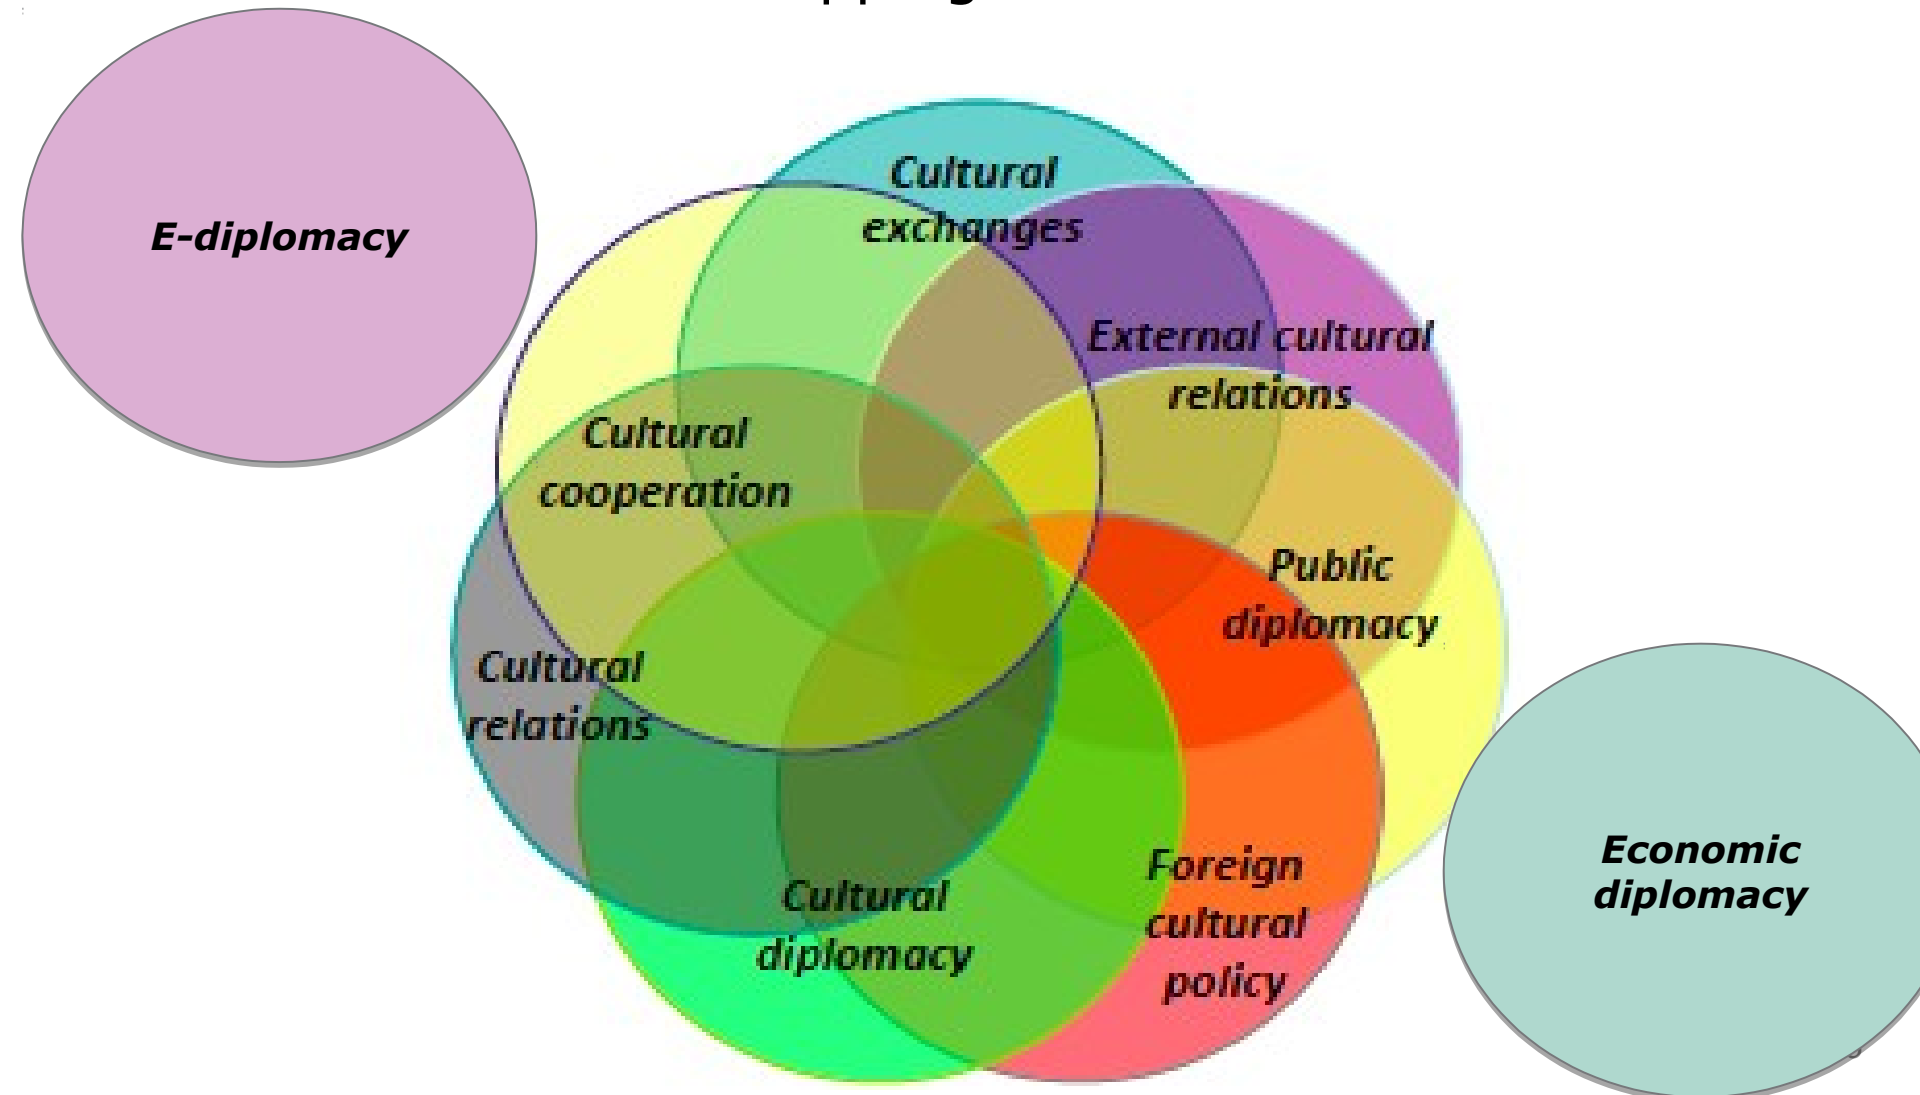 E-diplomacy
Cultural
exchanges
External cultural
relations
Cultural
cooperation
Public
diplomacy
Cultural
relations
Cultural
diplomacy
Foreign
cultural
policy
Economic
diplomacy